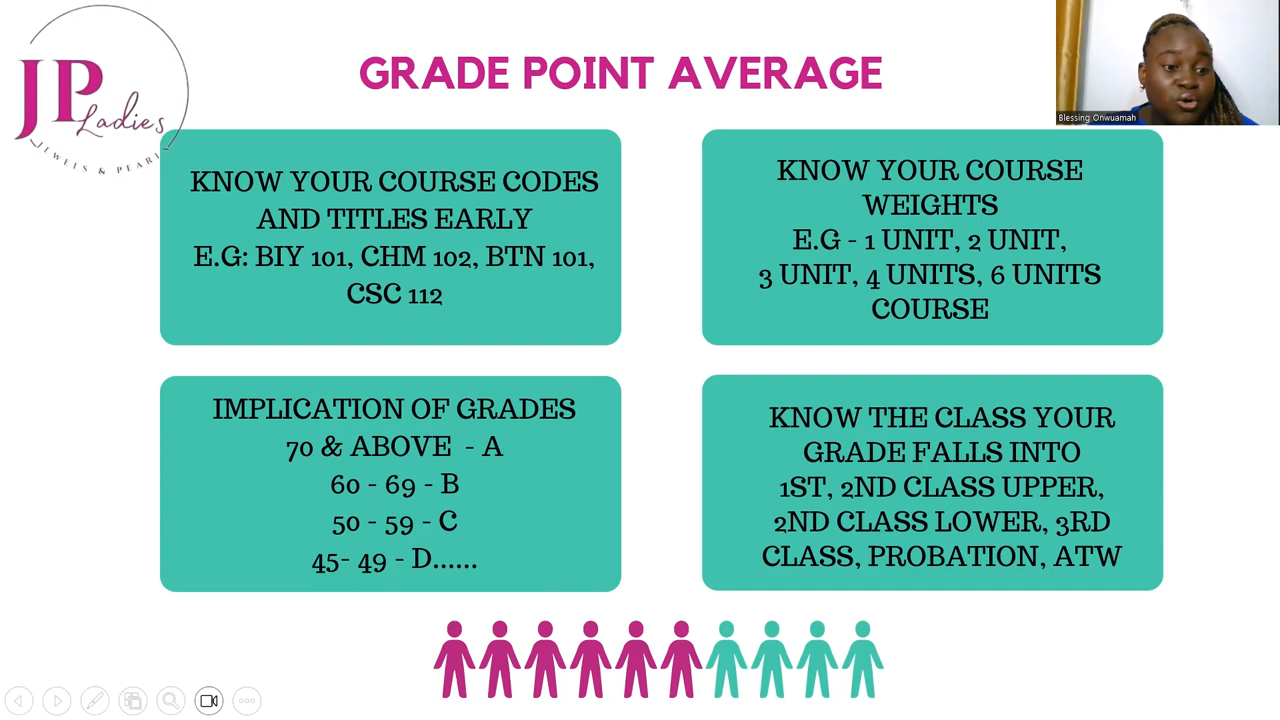 JP
Ladies
JEWELS & PEARL
GRADE POINT AVERAGE
Blessing Onwuamah
KNOW YOUR COURSE CODES
AND TITLES EARLY
E.G: BIY 101, CHM 102, BTN 101,
CSC 112
KNOW YOUR COURSE
WEIGHTS
E.G - 1 UNIT, 2 UNIT,
3 UNIT, 4 UNITS, 6 UNITS
COURSE
IMPLICATION OF GRADES
70 & ABOVE - A
60 - 69 - B
50 - 59 - C
45- 49 - D......
KNOW THE CLASS YOUR
GRADE FALLS INTO
1ST, 2ND CLASS UPPER,
2ND CLASS LOWER, 3RD
CLASS, PROBATION, ATW